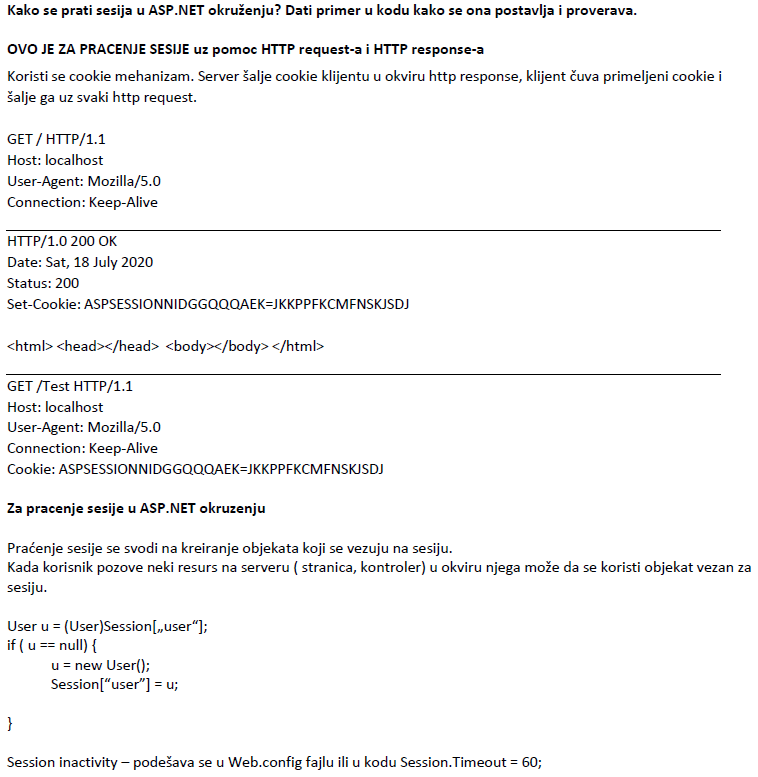 Kako se prati sesija u ASP.NET okruženju? Dati primer u kodu kako se ona postavlja i proverava.
OVO JE ZA PRACENJE SESIJE uz pomoc HTTP request-a i HTTP response-a
Koristi se cookie mehanizam. Server šalje cookie klijentu u okviru http response, klijent čuva primeljeni cookie i
šalje ga uz svaki http request.
GET / HTTP/1.1
Host: localhost
User-Agent: Mozilla/5.0
Connection: Keep-Alive
HTTP/1.0 200 OK
Date: Sat, 18 July 2020
Status: 200
Set-Cookie: ASPSESSIONNIDGGQQQAEK=JKKPPFKCMFNSKJSDJ
<html> <head></head>  <body></body> </html>
GET /Test HTTP/1.1
Host: localhost
User-Agent: Mozilla/5.0
Connection: Keep-Alive
Cookie: ASPSESSIONNIDGGQQQAEK=JKKPPFKCMFNSKJSDJ
Za pracenje sesije u ASP.NET okruzenju
Praćenje sesije se svodi na kreiranje objekata koji se vezuju na sesiju.
Kada korisnik pozove neki resurs na serveru ( stranica, kontroler) u okviru njega može da se koristi objekat vezan za
sesiju.
User u = (User)Session[„user“];
if ( u == null) {
u = new User();
Session[“user”] = u;
}
Session inactivity – podešava se u Web.config fajlu ili u kodu Session.Timeout = 60;